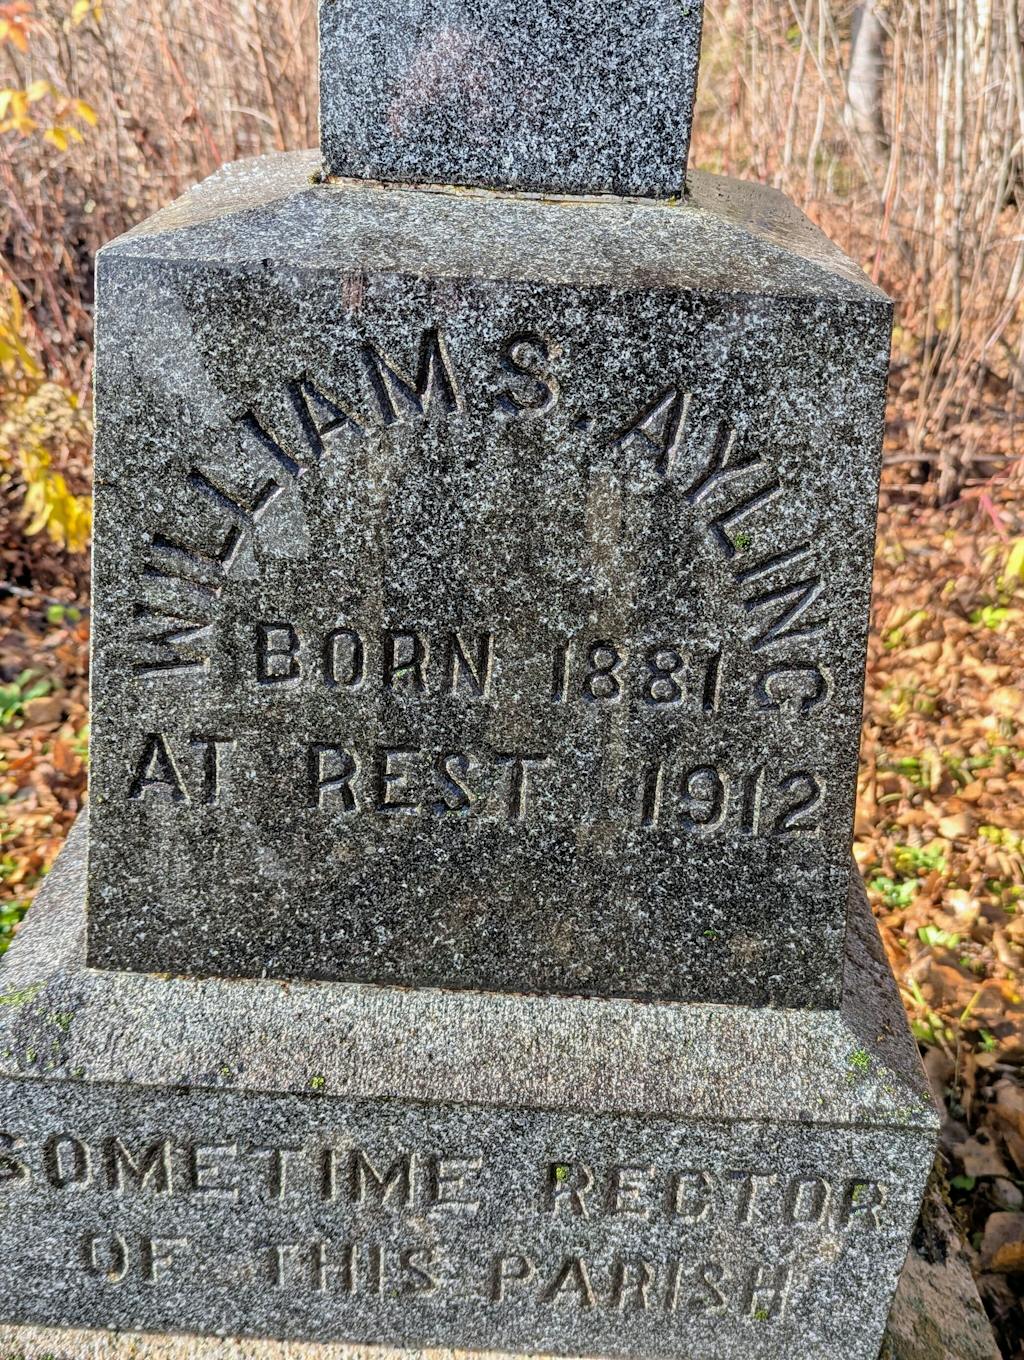 WILLIAM S. AYLING
BORN 1881
AT REST 1912
SOMETIME RECTOR
OF THIS PARISH